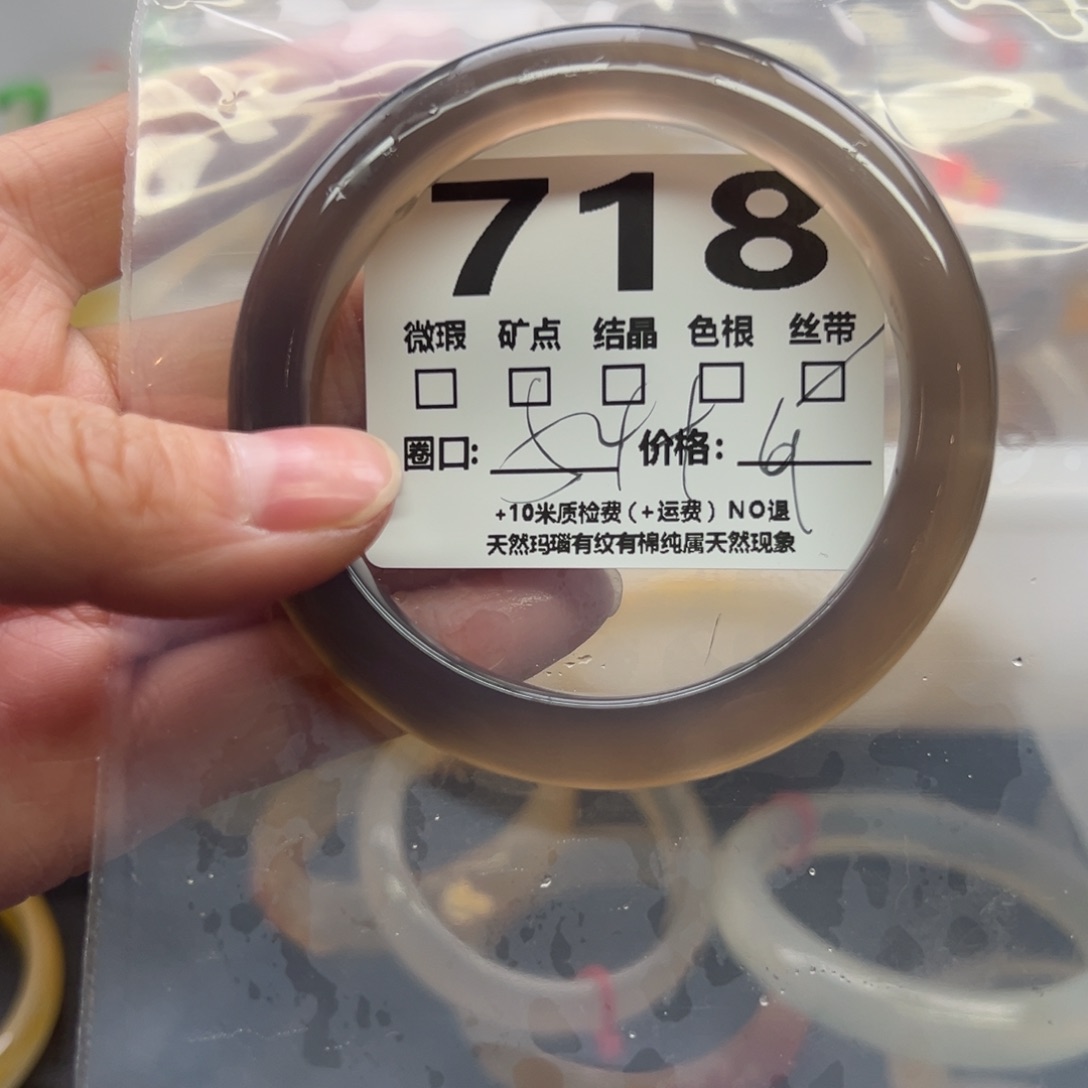 718
微瑕 矿点 结晶 色根 丝带
圈口: 54 价格:
+10米质检费(+运费)NO退
天然玛瑙有纹有棉纯属天然现象